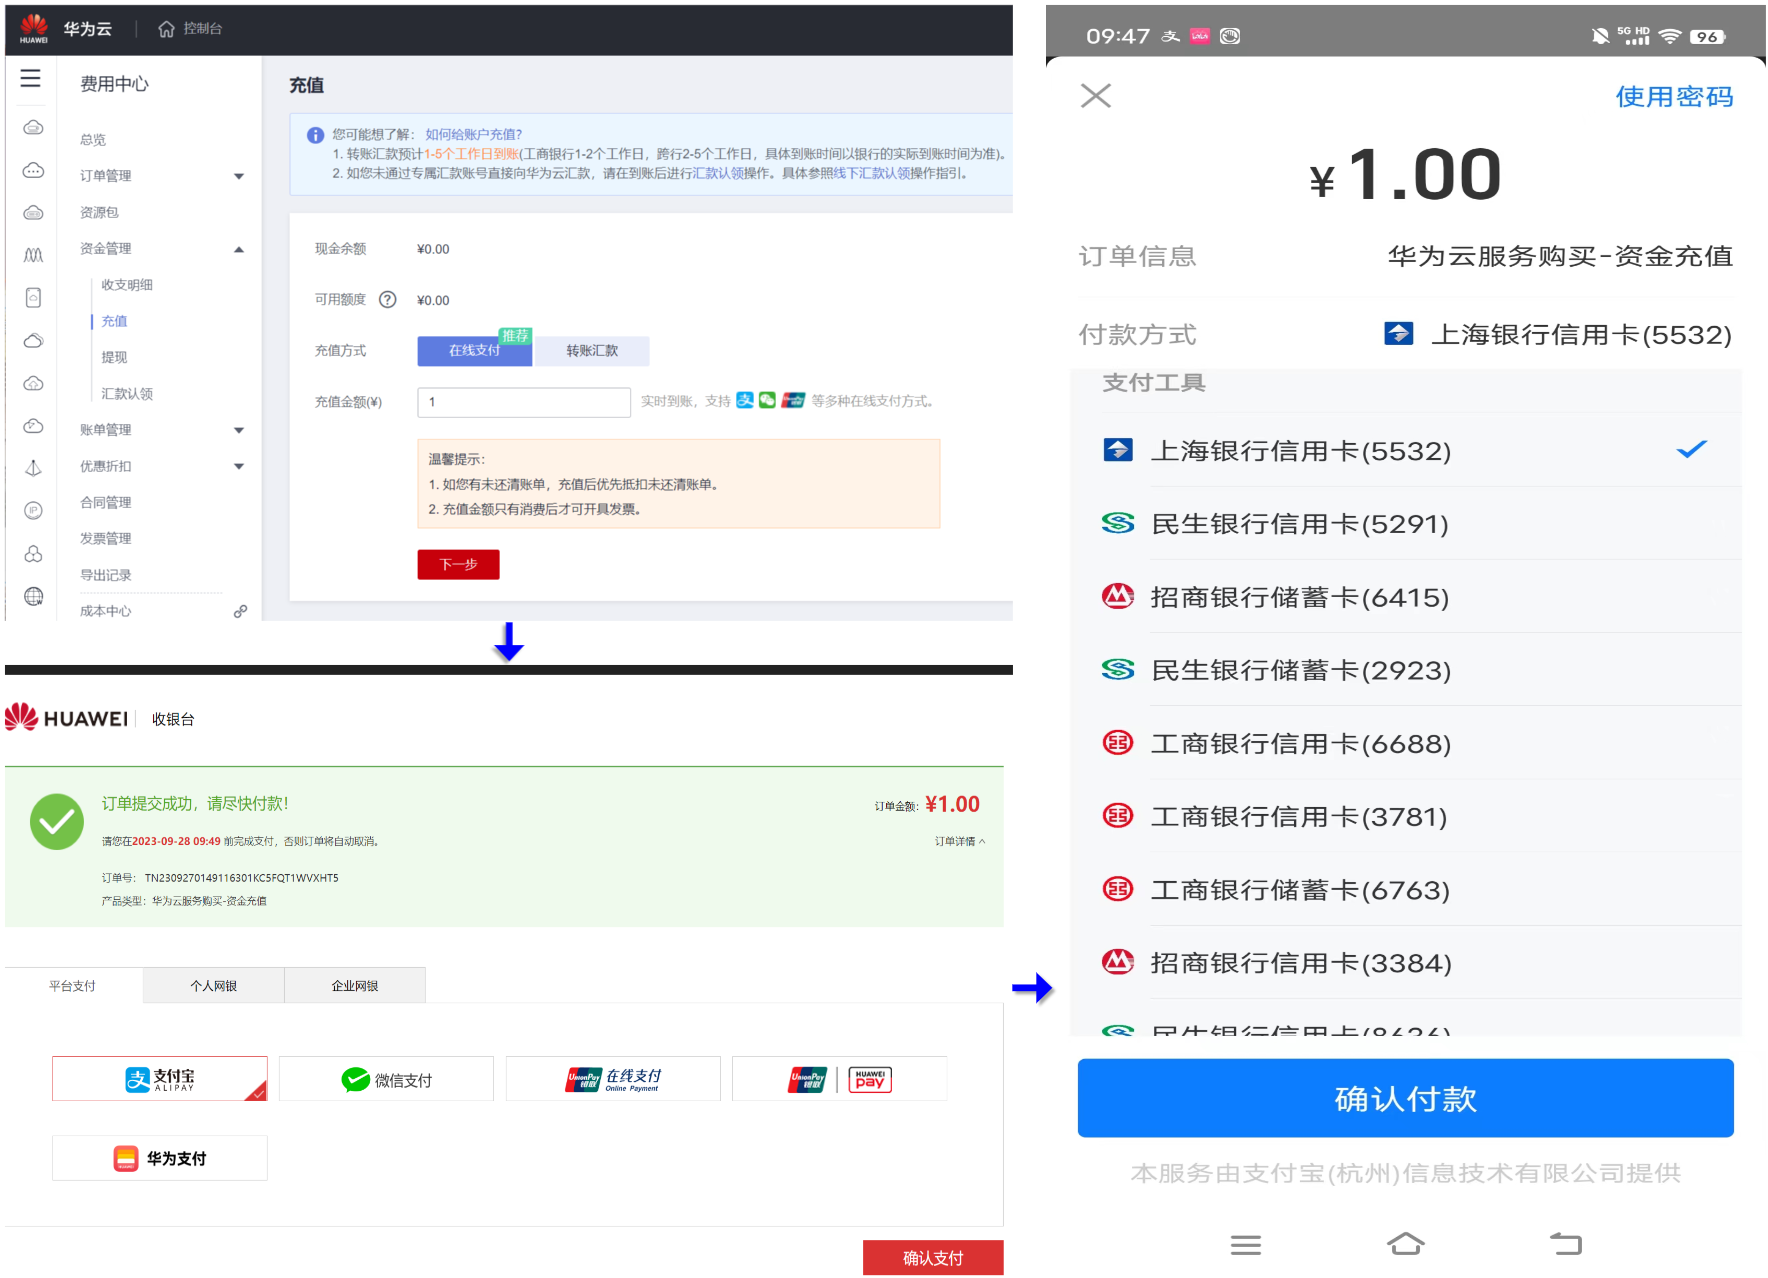 HUAWEI
华为云
控制台
费用中心
总览
订单管理
资源包
资金管理
收支明细
充值
提现
汇款认领
账单管理
优惠折扣
合同管理
发票管理
导出记录
成本中心
IP
充值
您可能想了解： 如何给账户充值?
1. 转账汇款预计1-5个工作日到账(工商银行1-2个工作日，跨行2-5个工作日，具体到账时间以银行的实际到账时间为准)。
2. 如您未通过专属汇款账号直接向华为云汇款，请在到账后进行汇款认领操作。具体参照线下汇款认领操作指引。
现金余额 ¥0.00
可用额度 ? ¥0.00
充值方式 在线支付 推荐 转账汇款
充值金额(¥) 1 实时到账，支持 支 UnionPay 等多种在线支付方式。
温馨提示:
1. 如您有未还清账单，充值后优先抵扣未还清账单。
2. 充值金额只有消费后才可开具发票。
下一步
HUAWEI 收银台
订单提交成功，请尽快付款！
订单金额: ¥1.00
请您在2023-09-28 09:49 前完成支付，否则订单将自动取消。
订单详情
订单号： TN2309270149116301KC5FQT1WVXHT5
产品类型: 华为云服务购买-资金充值
平台支付 个人网银 企业网银
支 支付宝 ALIPAY
微信支付
UnionPay 银联 在线支付 Online Payment
UnionPay 银联 HUAWEI pay
华为支付
确认支付
09:47 支 5G HD 96
使用密码
¥1.00
订单信息 华为云服务购买-资金充值
付款方式 上海银行信用卡(5532)
支付工具
上海银行信用卡(5532)
民生银行信用卡(5291)
招商银行储蓄卡(6415)
民生银行储蓄卡(2923)
工商银行信用卡(6688)
工商银行信用卡(3781)
工商银行储蓄卡(6763)
招商银行信用卡(3384)
民生银行信用卡(8636)
确认付款
本服务由支付宝(杭州)信息技术有限公司提供